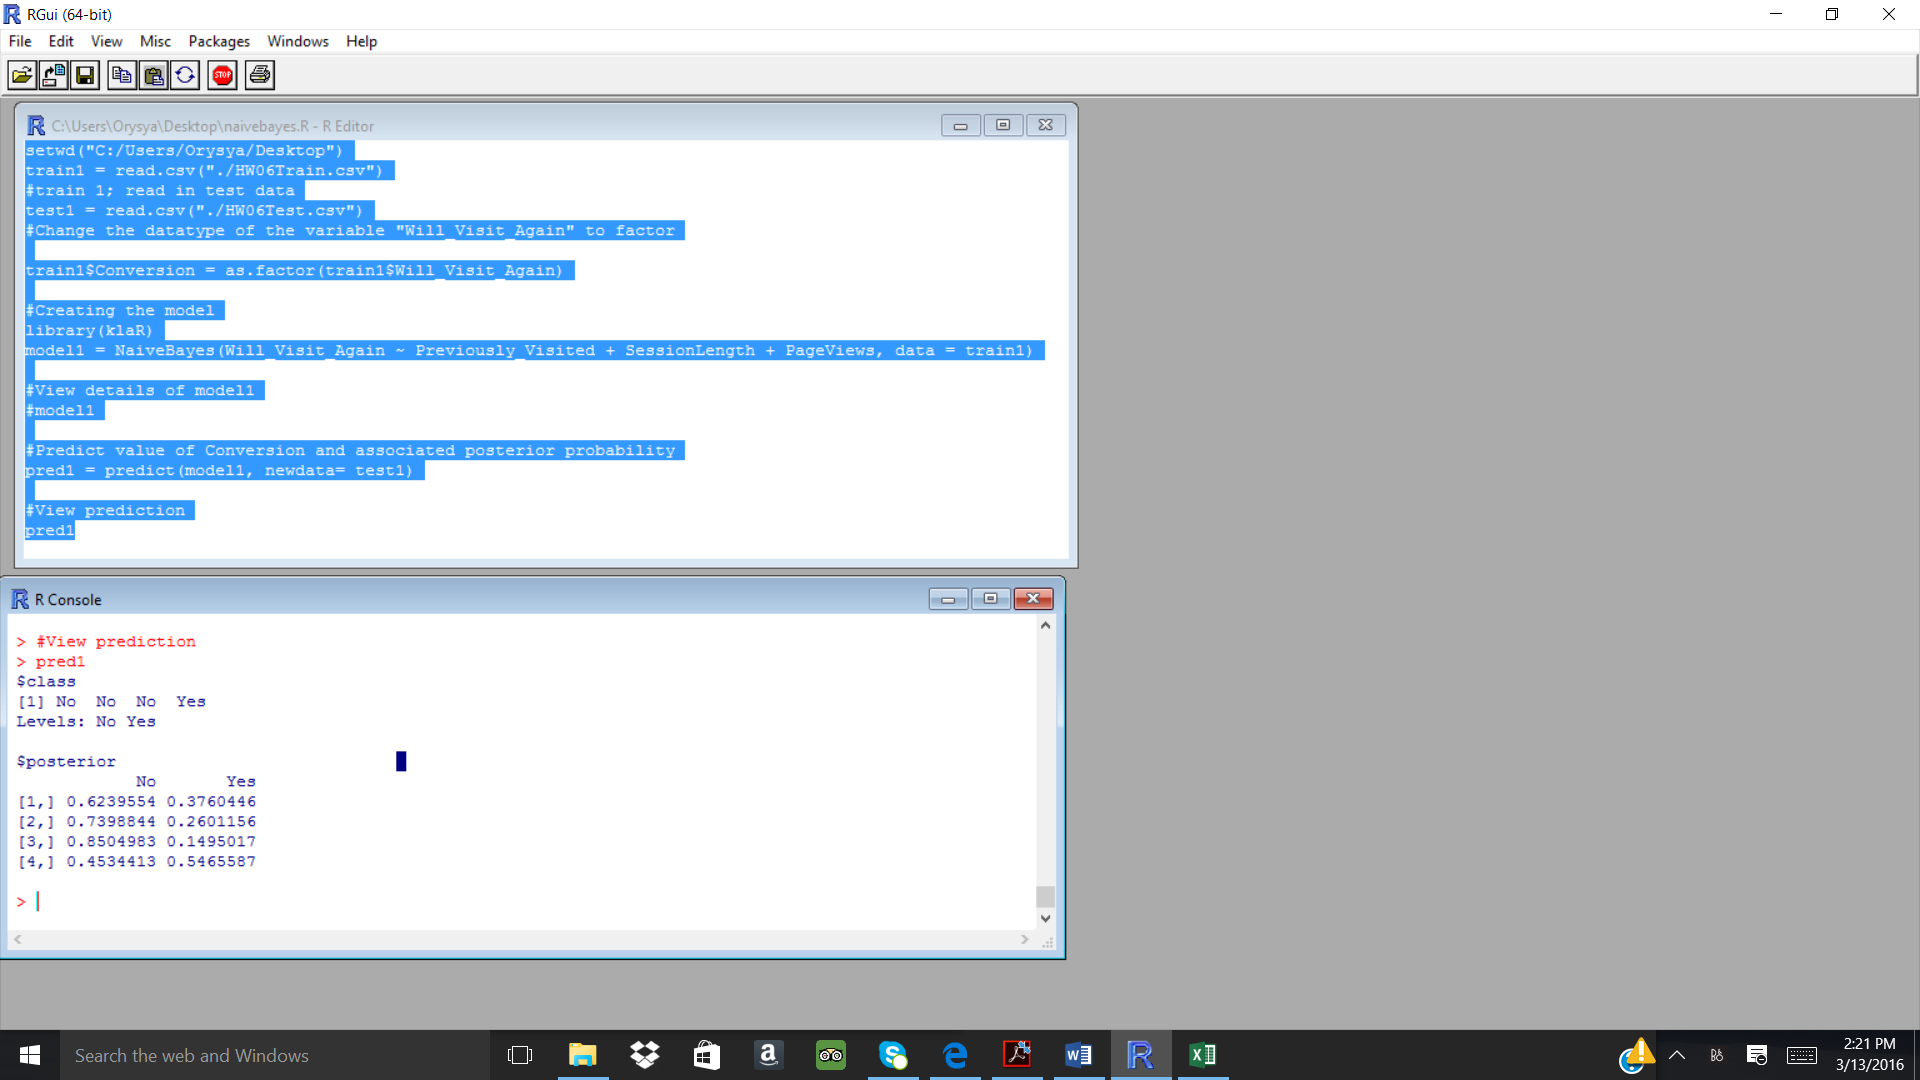 RGui (64-bit)
File Edit View Misc Packages Windows Help
STOP
C:\Users\Orysya\Desktop\naivebayes.R - R Editor
setwd("C:/Users/Orysya/Desktop")
train1 = read.csv("./HW06Train.csv")
#train 1; read in test data
test1 = read.csv("./HW06Test.csv")
#Change the datatype of the variable "Will_Visit_Again" to factor
train1$Conversion = as.factor(train1$Will_Visit_Again)
#Creating the model
library(klaR)
model1 = NaiveBayes(Will_Visit_Again ~ Previously_Visited + SessionLength + PageViews, data = train1)
#View details of model1
#model1
#Predict value of Conversion and associated posterior probability
pred1 = predict(model1, newdata= test1)
#View prediction
pred1
R Console
> #View prediction
> pred1
$class
[1] No  No  No  Yes
Levels: No Yes
$posterior
No Yes
[1,] 0.6239554 0.3760446
[2,] 0.7398844 0.2601156
[3,] 0.8504983 0.1495017
[4,] 0.4534413 0.5465587
>
Search the web and Windows
2:21 PM
3/13/2016